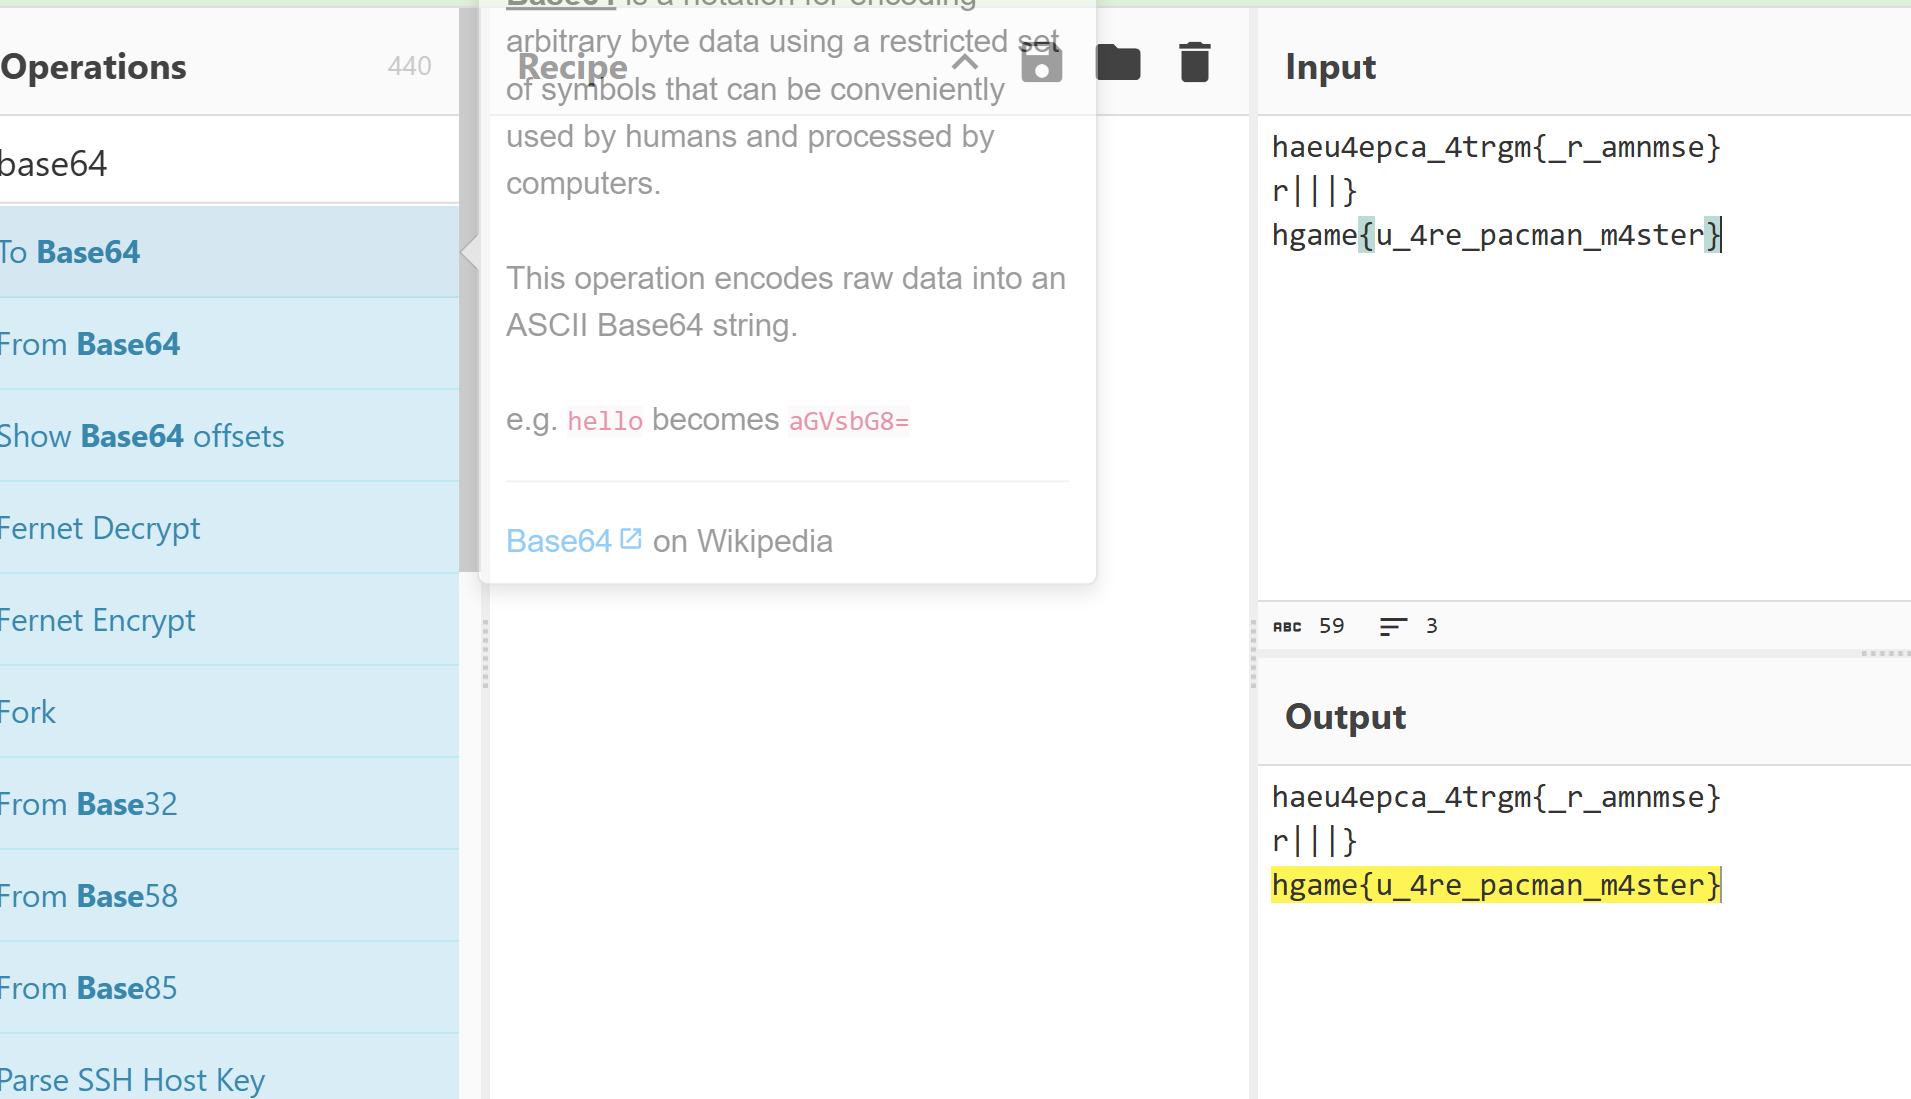 Operations 440
base64
To Base64
From Base64
Show Base64 offsets
Fernet Decrypt
Fernet Encrypt
Fork
From Base32
From Base58
From Base85
Parse SSH Host Key
Recipe
Base64 is a notation for encoding
arbitrary byte data using a restricted set
of symbols that can be conveniently
used by humans and processed by
computers.
This operation encodes raw data into an
ASCII Base64 string.
e.g. hello becomes aGVsbG8=
Base64 on Wikipedia
Input
haeu4epca_4trgm{_r_amnmse}
r|||}
hgame{u_4re_pacman_m4ster}
ABC 59 3
Output
haeu4epca_4trgm{_r_amnmse}
r|||}
hgame{u_4re_pacman_m4ster}